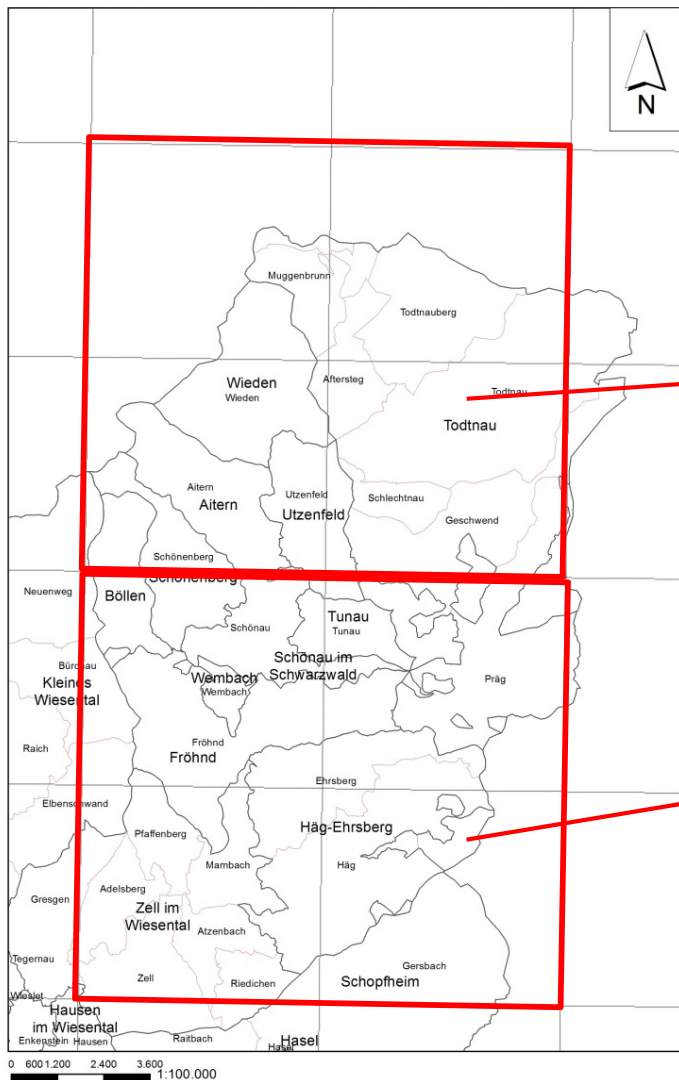 N
Muggenbrunn
Todtnauberg
Aftersteg
Wieden
Wieden
Todtnau
Todtnau
Aitern
Aitern
Utzenfeld
Utzenfeld
Schlechtnau
Geschwend
Schönenberg
Schönenberg
Neuenweg
Böllen
Schönau
Tunau
Tunau
Schönau im
Schwarzwald
Präg
Bürchau
Kleines
Wiesental
Wembach
Wembach
Raich
Fröhnd
Fröhnd
Ehrsberg
Elbenschwand
Häg-Ehrsberg
Pfaffenberg
Mambach
Häg
Adelsberg
Gresgen
Zell im
Wiesental
Atzenbach
Tegernau
Zell
Riedichen
Gersbach
Schopfheim
Wieslet
Hausen
im Wiesental
Enkenstein
Hausen
Raitbach
Hasel
Hasel
0 600 1.200 2.400 3.600
1:100.000